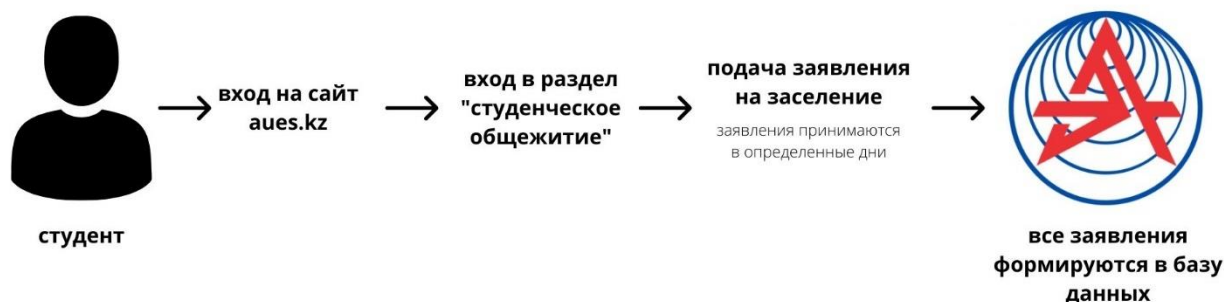 студент
вход на сайт
aues.kz
вход в раздел
"студенческое
общежитие"
подача заявления
на заселение
заявления принимаются
в определенные дни
все заявления
формируются в базу
данных